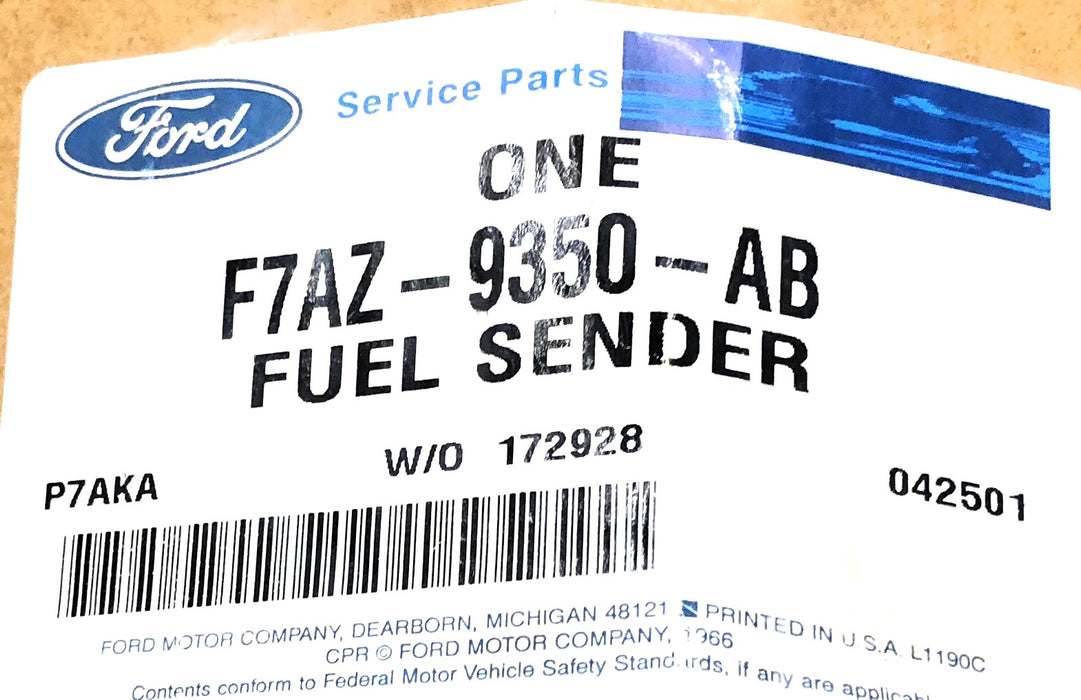 Ford Service Parts
ONE
F7AZ-9350-AB
FUEL SENDER
W/O 172928
P7AKA
042501
FORD MOTOR COMPANY, DEARBORN, MICHIGAN 48121 PRINTED IN U.S.A. L1190C
CPR © FORD MOTOR COMPANY, 1966
Contents conform to Federal Motor Vehicle Safety Standards, if any are